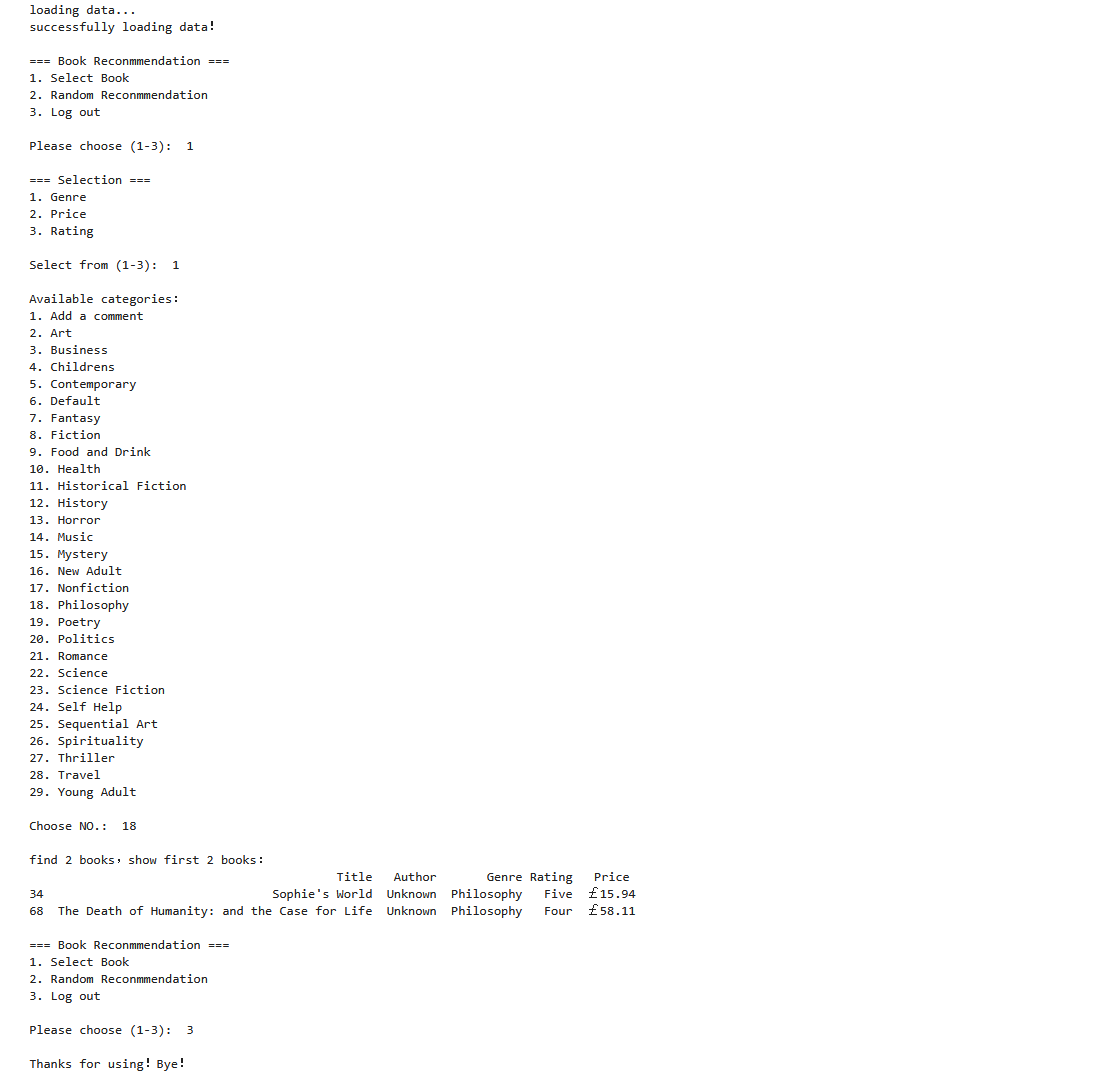 loading data...
successfully loading data！
=== Book Reconmmendation ===
1. Select Book
2. Random Reconmmendation
3. Log out
Please choose (1-3):  1
=== Selection ===
1. Genre
2. Price
3. Rating
Select from (1-3):  1
Available categories：
1. Add a comment
2. Art
3. Business
4. Childrens
5. Contemporary
6. Default
7. Fantasy
8. Fiction
9. Food and Drink
10. Health
11. Historical Fiction
12. History
13. Horror
14. Music
15. Mystery
16. New Adult
17. Nonfiction
18. Philosophy
19. Poetry
20. Politics
21. Romance
22. Science
23. Science Fiction
24. Self Help
25. Sequential Art
26. Spirituality
27. Thriller
28. Travel
29. Young Adult
Choose NO.:  18
find 2 books，show first 2 books：
Title   Author       Genre Rating   Price
34   Sophie's World  Unknown  Philosophy   Five  £15.94
68  The Death of Humanity: and the Case for Life  Unknown  Philosophy   Four  £58.11
=== Book Reconmmendation ===
1. Select Book
2. Random Reconmmendation
3. Log out
Please choose (1-3):  3
Thanks for using！Bye！